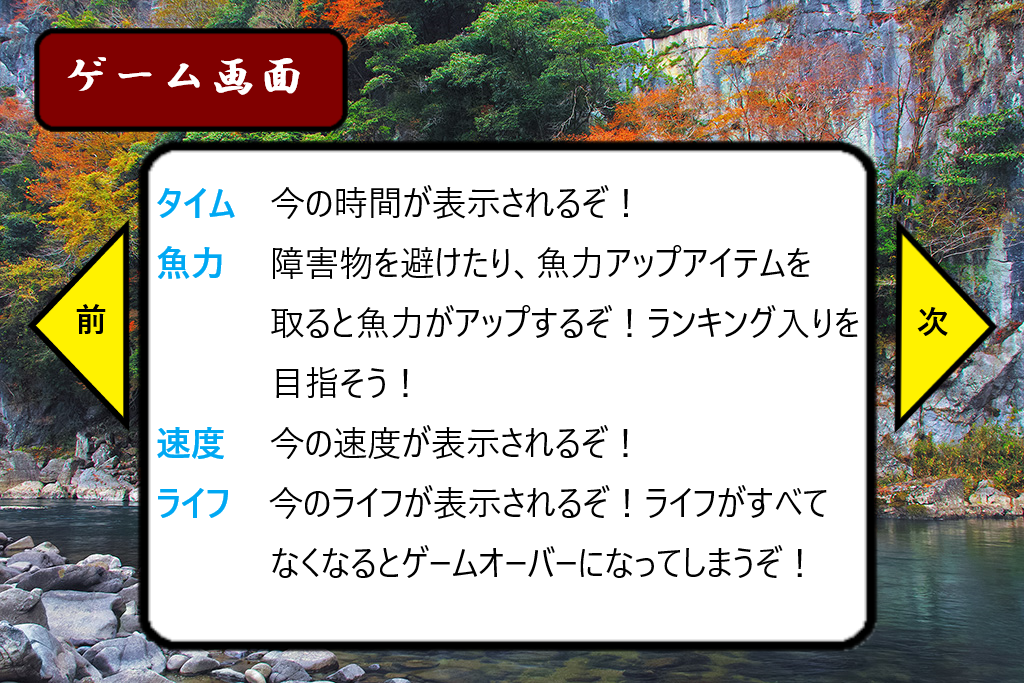 ゲーム画面
タイム 今の時間が表示されるぞ！
魚力 障害物を避けたり、魚力アップアイテムを
取ると魚力がアップするぞ！ランキング入りを
目指そう！
前
次
速度 今の速度が表示されるぞ！
ライフ 今のライフが表示されるぞ！ライフがすべて
なくなるとゲームオーバーになってしまうぞ！